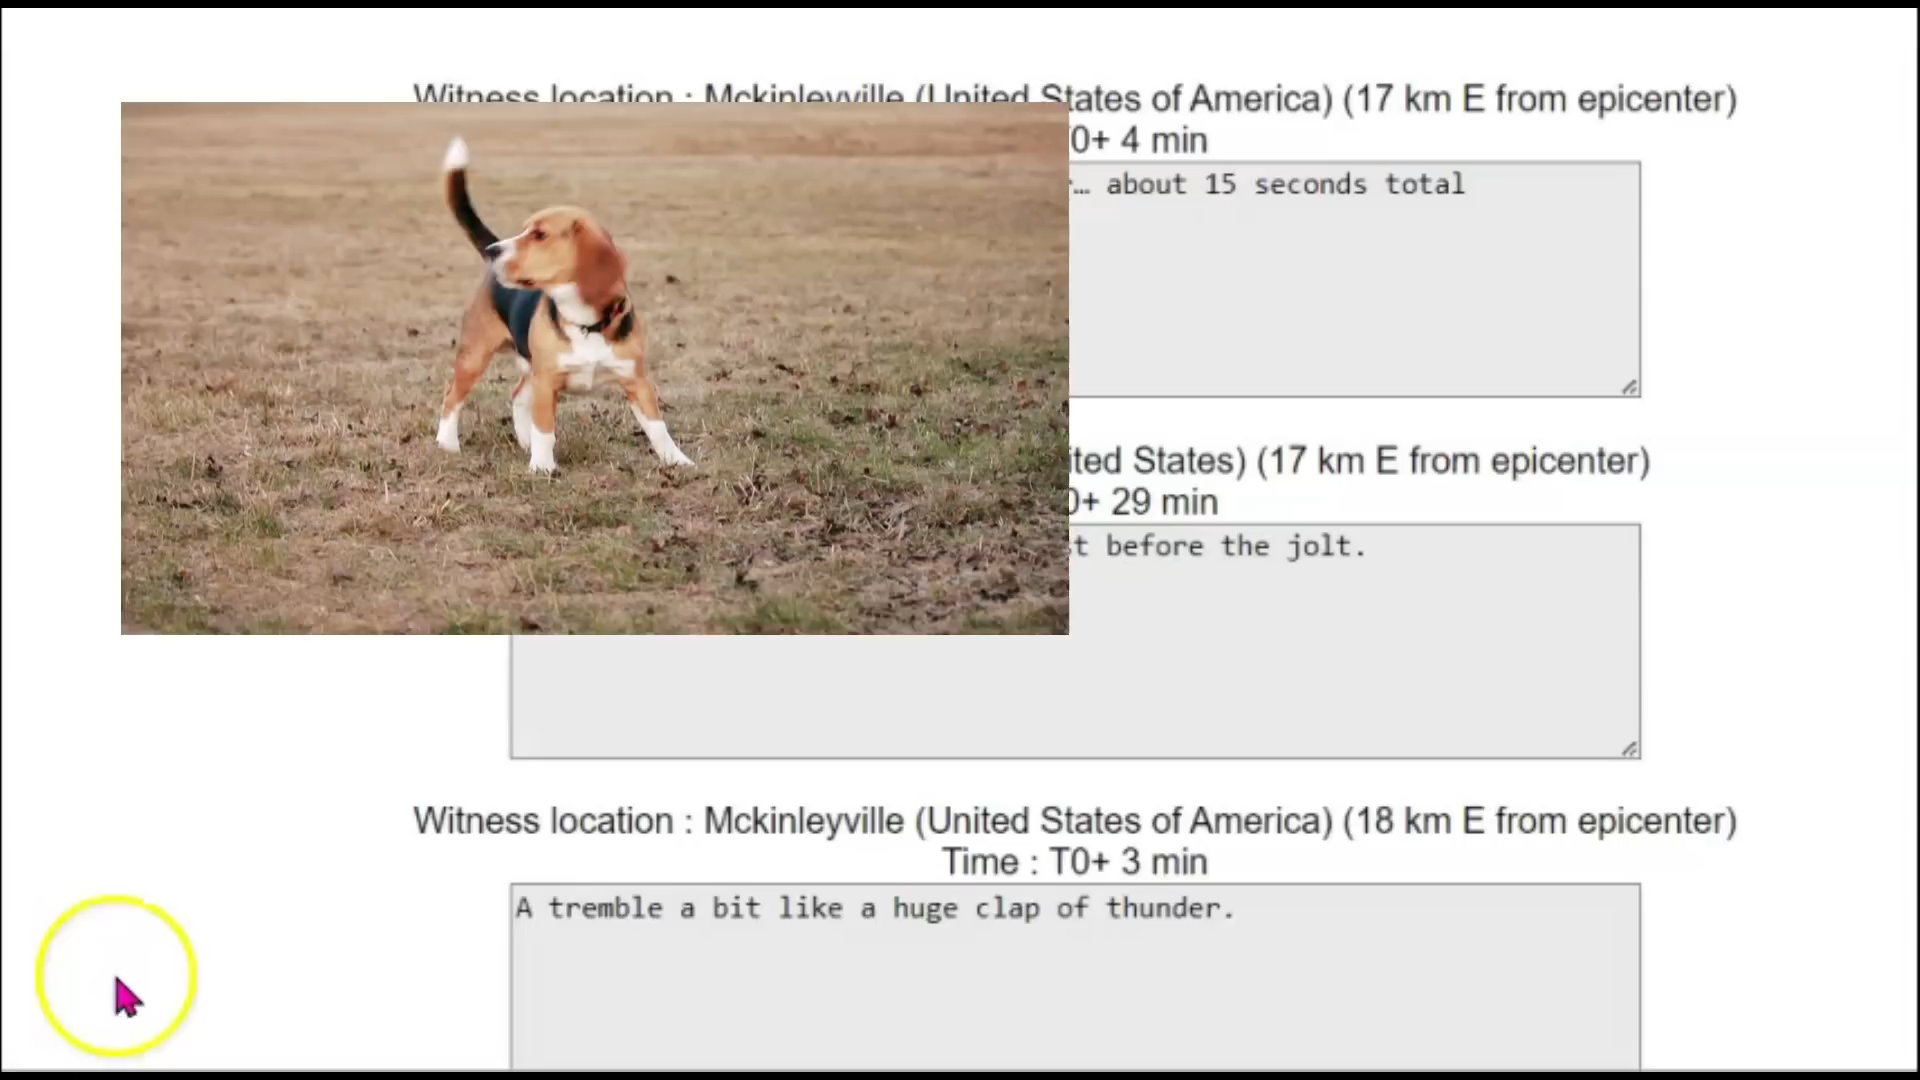 Witness location : Mckinleyville (United States of America) (17 km E from epicenter)
0+ 4 min
… about 15 seconds total
ited States) (17 km E from epicenter)
0+ 29 min
st before the jolt.
Witness location : Mckinleyville (United States of America) (18 km E from epicenter)
Time : T0+ 3 min
A tremble a bit like a huge clap of thunder.